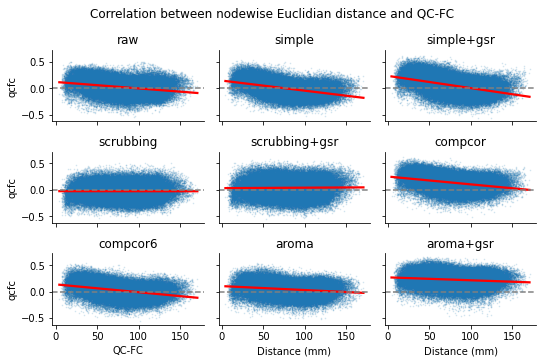 Correlation between nodewise Euclidian distance and QC-FC
raw simple simple+gsr
qcfc
0.5
0.0
−0.5
scrubbing scrubbing+gsr compcor
qcfc
0.5
0.0
−0.5
compcor6 aroma aroma+gsr
qcfc
0.5
0.0
−0.5
0 50 100 150 0 50 100 150 0 50 100 150
QC-FC Distance (mm) Distance (mm)